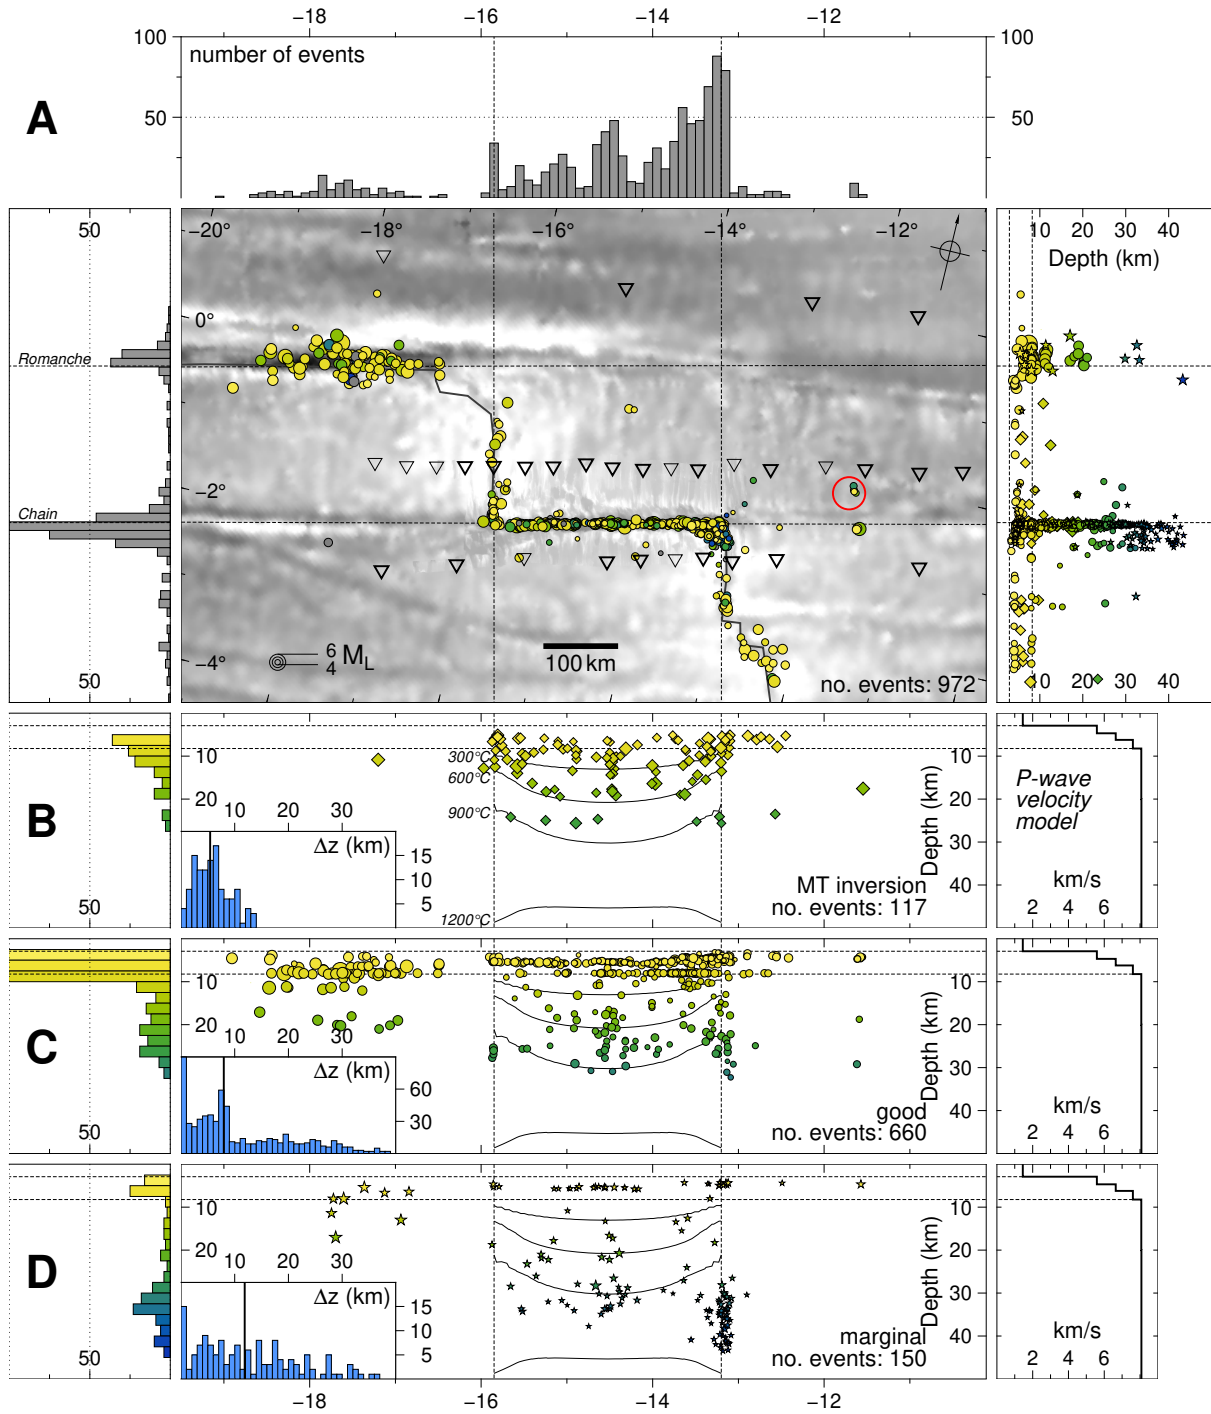 −18 −16 −14 −12
100 100
number of events
A
50 50
50
−20° −18° −16° −14° −12°
10 20 30 40
Depth (km)
0°
Romanche
−2°
Chain
6
4 M_L
100 km
−4°
no. events: 972
50
10 20 30 40
B
10
20
10 20 30
Δz (km)
15
10
5
50
300°C
600°C
900°C
1200°C
MT inversion
no. events: 117
Depth (km)
10
20
30
40
P-wave
velocity
model
km/s
2 4 6
C
10
20
10 20 30
Δz (km)
60
30
50
good
no. events: 660
Depth (km)
10
20
30
40
km/s
2 4 6
D
10
20
10 20 30
Δz (km)
15
10
5
50
marginal
no. events: 150
Depth (km)
10
20
30
40
km/s
2 4 6
−18 −16 −14 −12